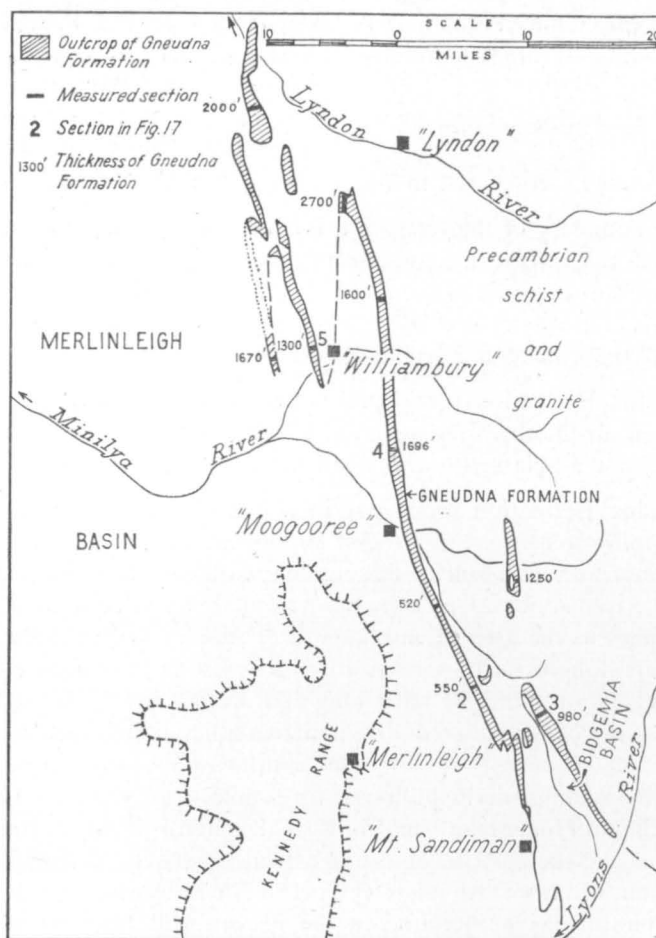 SCALE
10 0 10 20
MILES
Outcrop of Gneudna
Formation
Measured section
2 Section in Fig. 17
1300' Thickness of Gneudna
Formation
2000'
Lyndon
River
"Lyndon"
2700'
Precambrian
schist
and
granite
1600'
MERLINLEIGH
1670'
1300'
5
"Williambury"
Minilya
River
4
1696'
GNEUDNA FORMATION
"Moogooree"
BASIN
1250'
520'
550'
2
3
980'
BIDGEMIA
BASIN
KENNEDY RANGE
"Merlinleigh"
"Mt. Sandiman"
Lyons
River